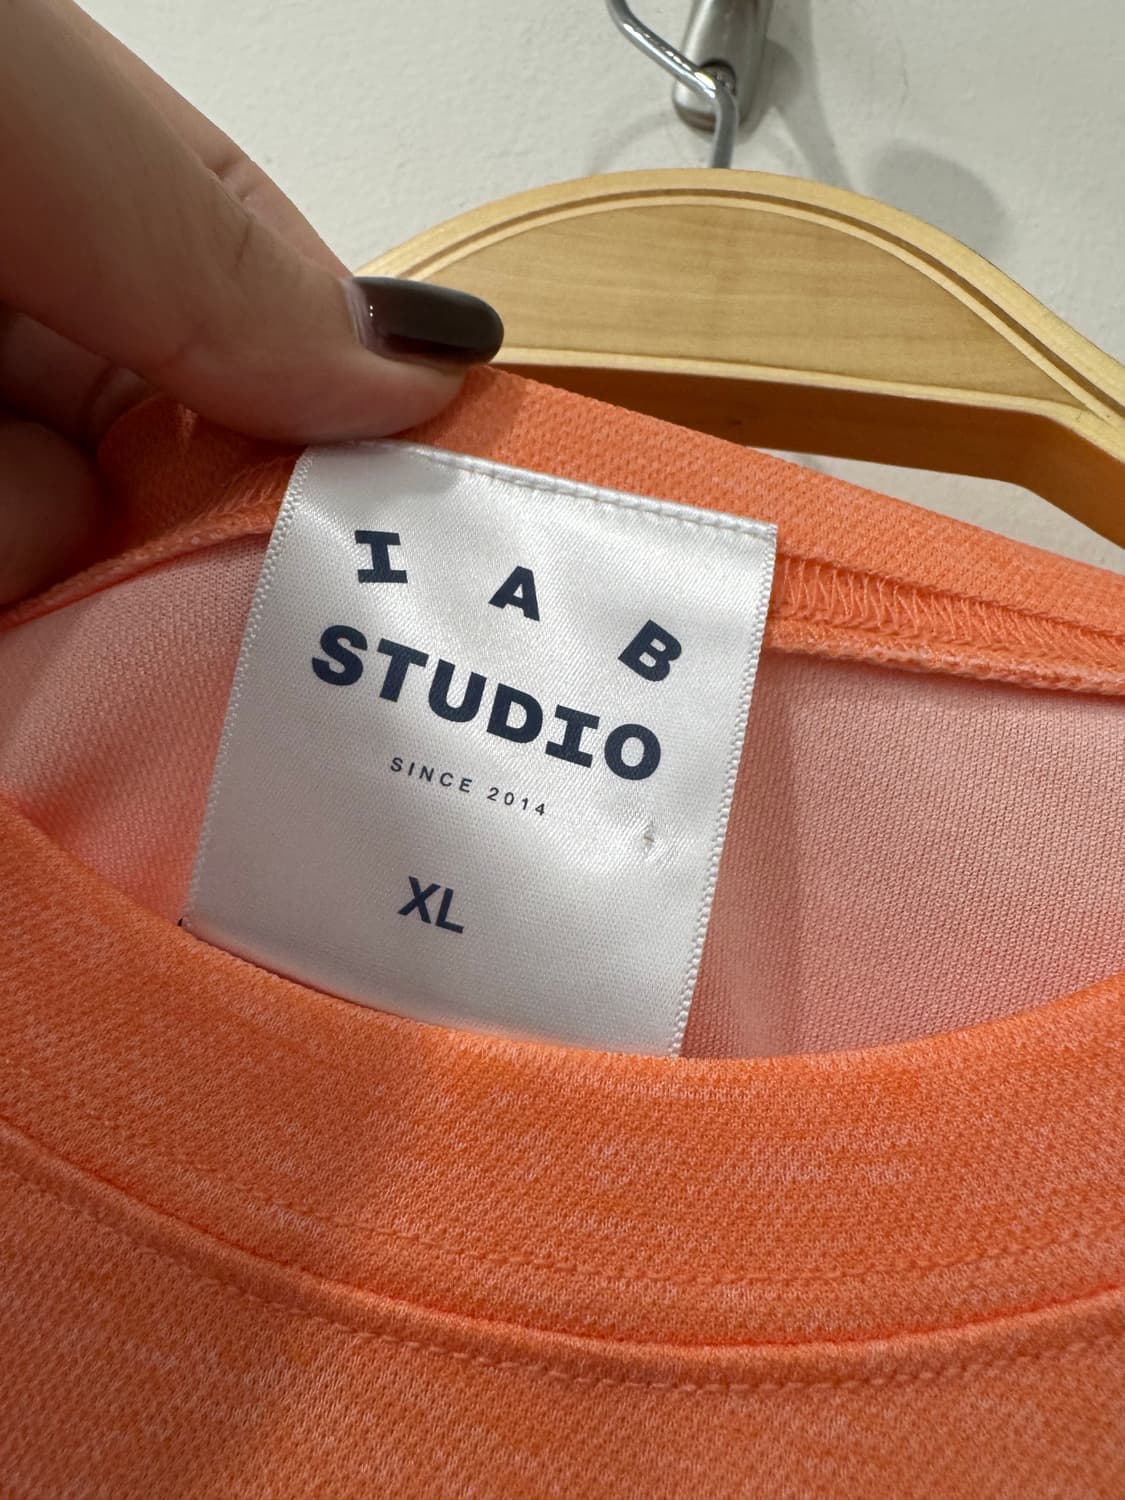 I A B
STUDIO
SINCE 2014
XL